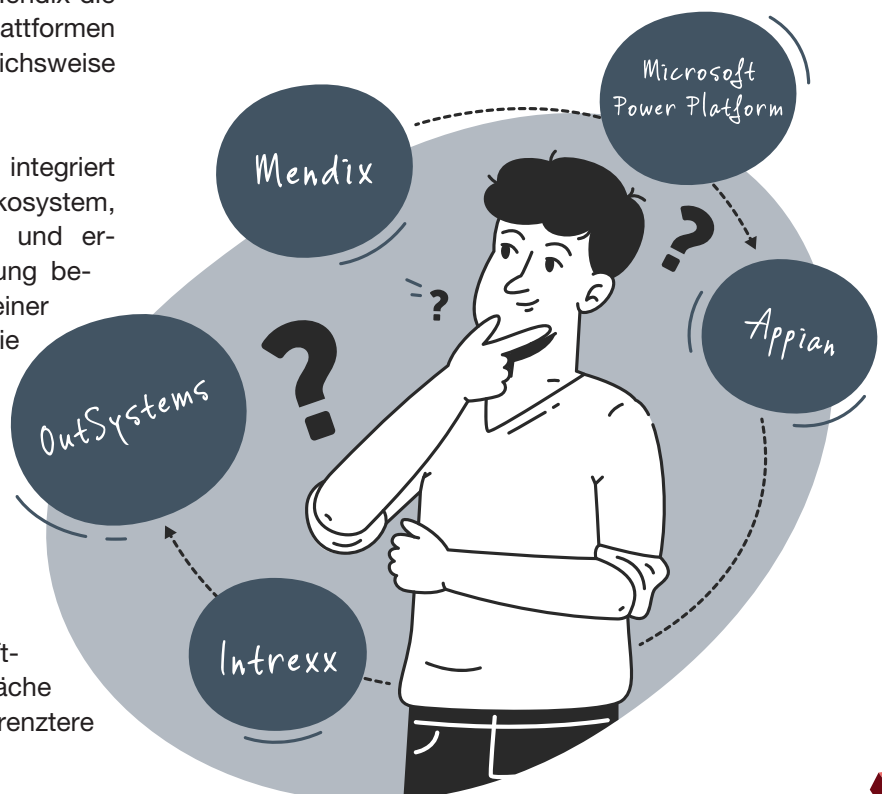 attformen
ichsweise
integriert
kosystem,
und er-
ung be-
einer
ie
t-
äche
renztere
Mendix
Microsoft
Power Platform
?
?
?
Appian
OutSystems
Intrexx